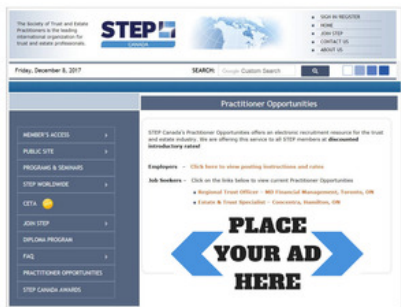 The Society of Trust and Estate
Practitioners is the leading
international organization for
trust and estate professionals.
STEP
CANADA
SIGN IN/REGISTER
HOME
JOIN STEP
CONTACT US
ABOUT US
Friday, December 8, 2017
SEARCH: Google Custom Search
Practitioner Opportunities
MEMBER'S ACCESS
PUBLIC SITE
PROGRAMS & SEMINARS
STEP WORLDWIDE
CETA
JOIN STEP
DIPLOMA PROGRAM
FAQ
PRACTITIONER OPPORTUNITIES
STEP CANADA AWARDS
STEP Canada's Practitioner Opportunities offers an electronic recruitment resource for the trust
and estate industry. We are offering this service to all STEP members at discounted
introductory rates!
Employers - Click here to view posting instructions and rates
Job Seekers - Click on the links below to view current Practitioner Opportunities
Regional Trust Officer - MD Financial Management, Toronto, ON
Estate & Trust Specialist - Concentra, Hamilton, ON
PLACE
YOUR AD
HERE